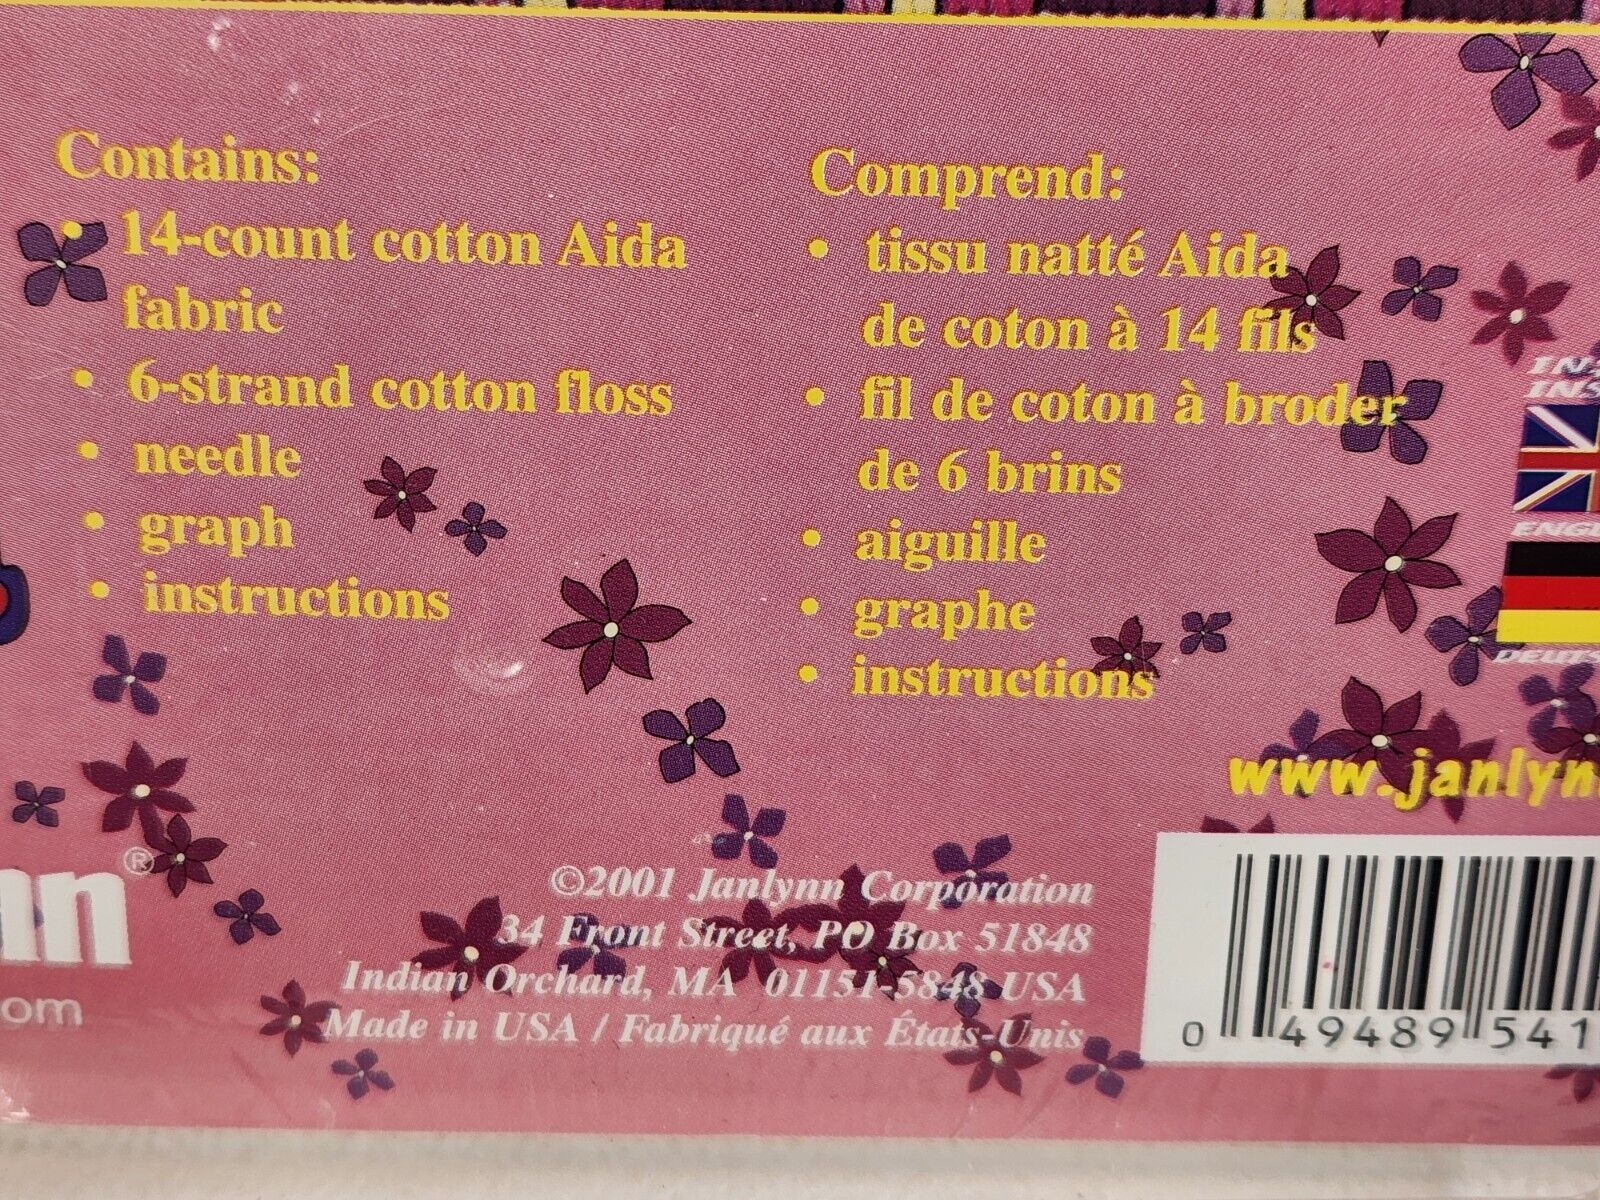 Contains:
• 14-count cotton Aida
fabric
• 6-strand cotton floss
• needle
• graph
• instructions
Comprend:
• tissu natté Aida
de coton à 14 fils
• fil de coton à broder
de 6 brins
• aiguille
• graphe
• instructions
www.janlynn
©2001 Janlynn Corporation
34 Front Street, PO Box 51848
Indian Orchard, MA 01151-5848 USA
Made in USA / Fabriqué aux États-Unis
nn®
om
0 49489 541